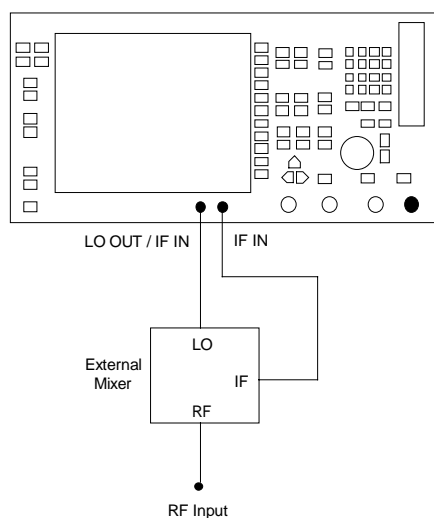 LO OUT / IF IN
IF IN
LO
External
Mixer
IF
RF
RF Input